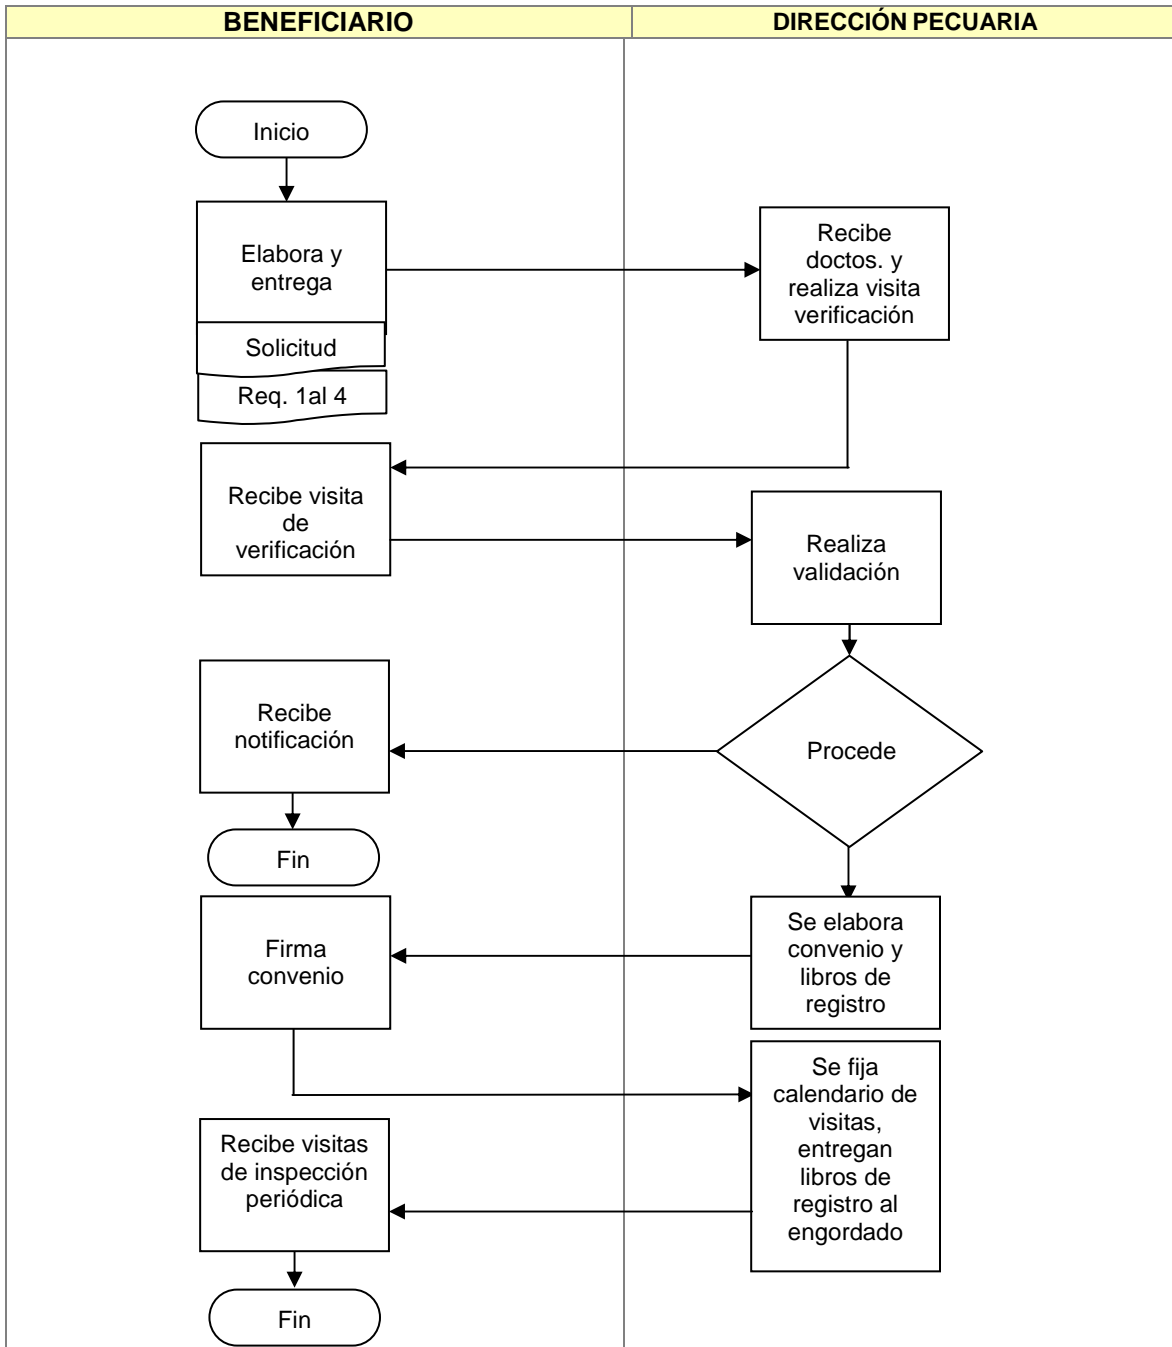 BENEFICIARIO
DIRECCIÓN PECUARIA
Inicio
Elabora y
entrega
Solicitud
Req. 1al 4
Recibe
doctos. y
realiza visita
verificación
Recibe visita
de
verificación
Realiza
validación
Procede
Recibe
notificación
Fin
Se elabora
convenio y
libros de
registro
Firma
convenio
Se fija
calendario de
visitas,
entregan
libros de
registro al
engordado
Recibe visitas
de inspección
periódica
Fin